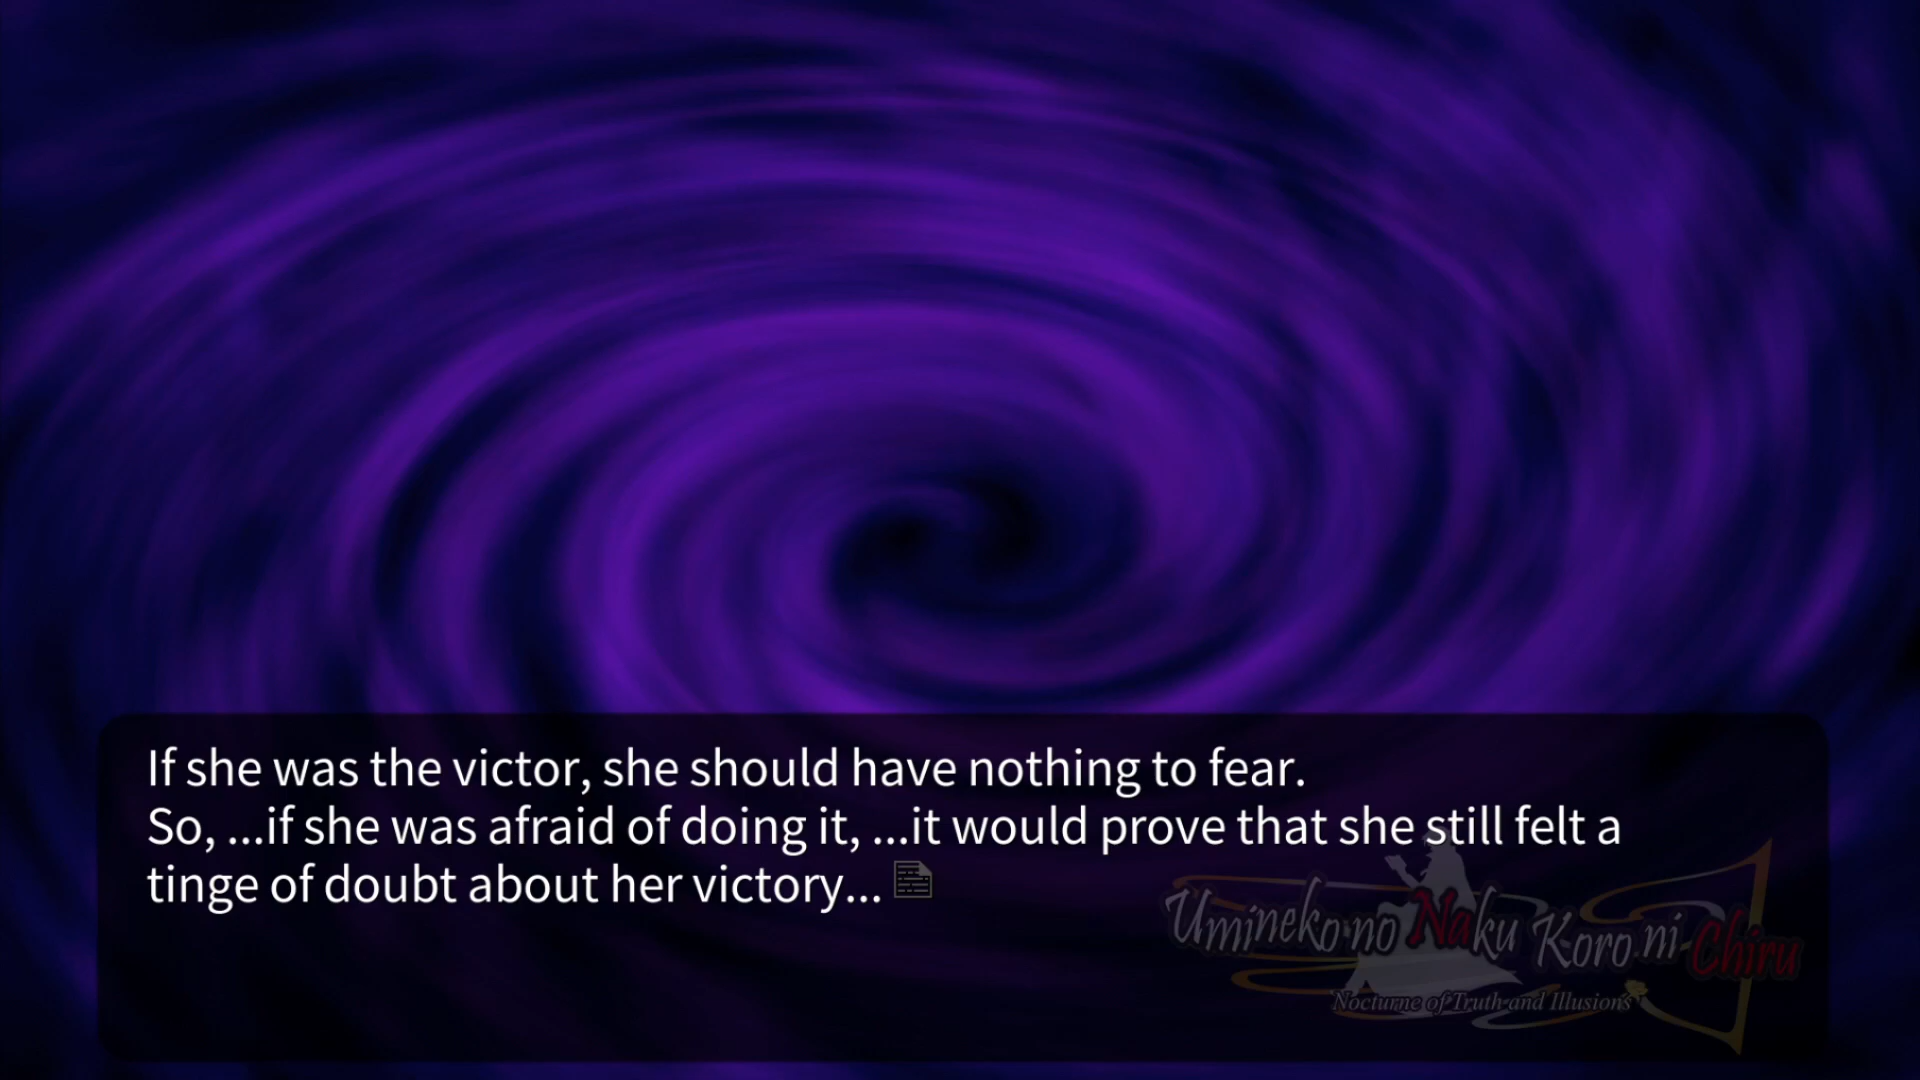 If she was the victor, she should have nothing to fear.
So, ...if she was afraid of doing it, ...it would prove that she still felt a
tinge of doubt about her victory...
Umineko no Naku Koro ni Chiru
Nocturne of Truth and Illusions